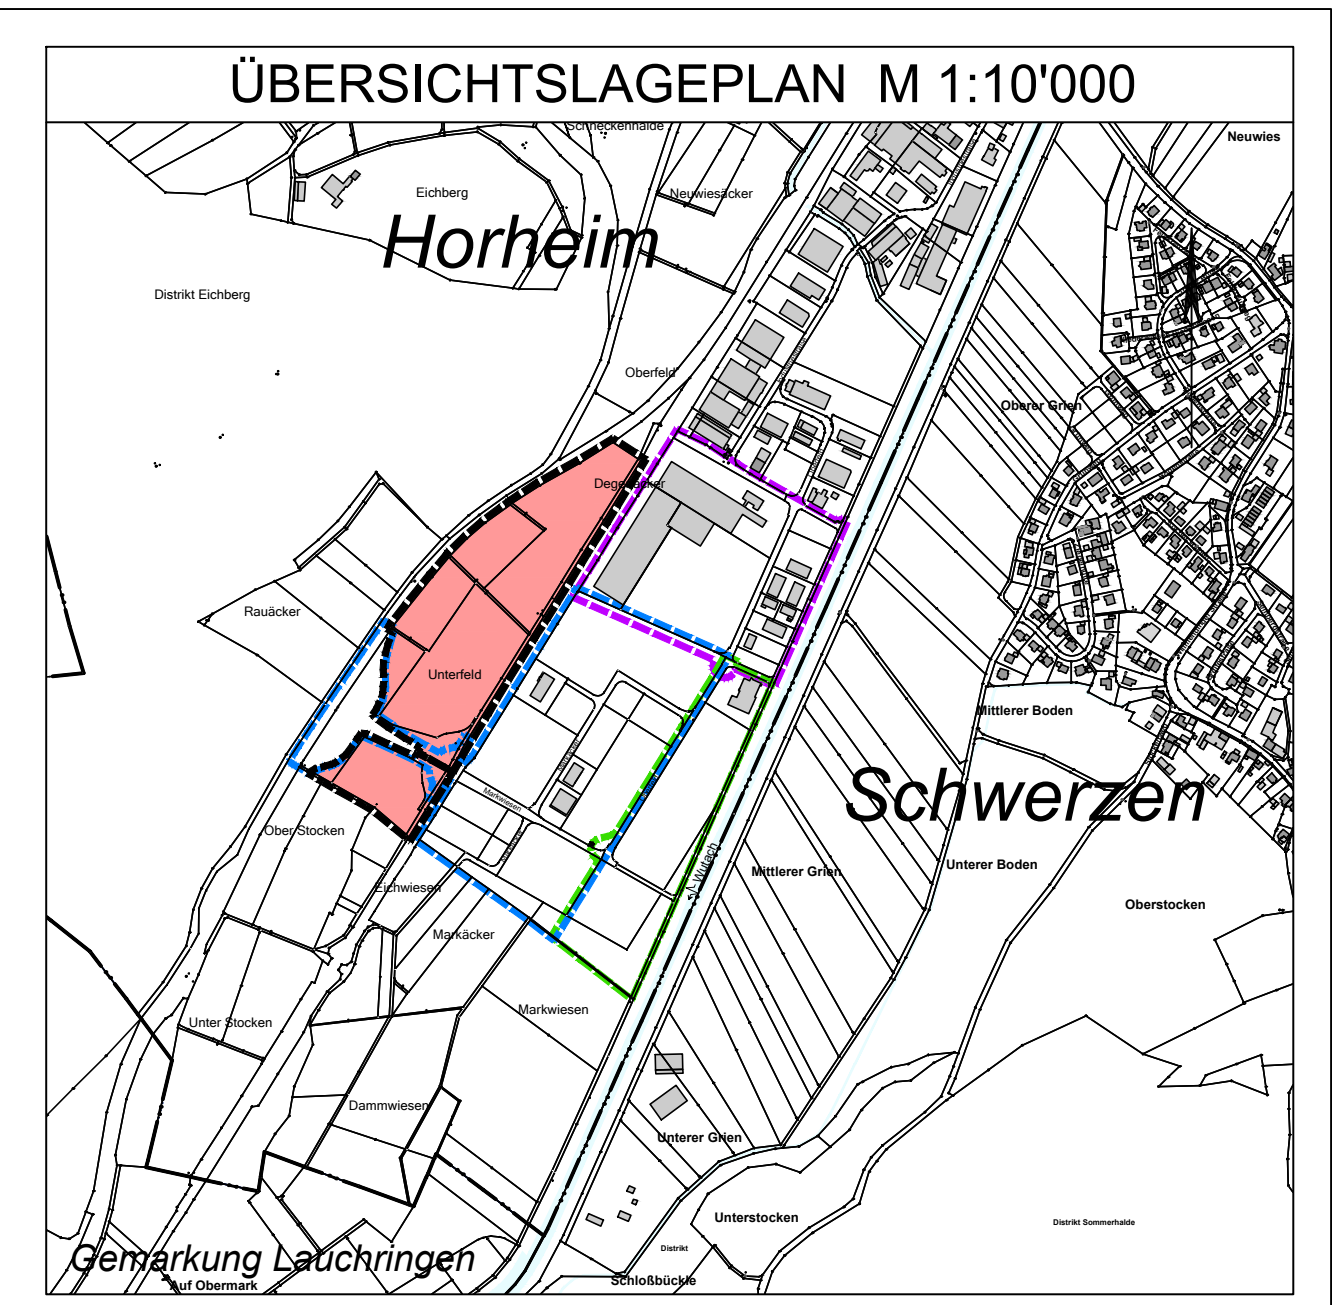 ÜBERSICHTSLAGEPLAN M 1:10'000
Schneckenhalde
Neuwies
Eichberg
Neuwiesäcker
Horheim
Distrikt Eichberg
Oberfeld
Oberer Grien
Degenäcker
Rauäcker
Unterfeld
Mittlerer Boden
Schwerzen
Markwiesen
Ober Stocken
Wutach
Mittlerer Grien
Unterer Boden
Eichwiesen
Oberstocken
Markäcker
Markwiesen
Unter Stocken
Dammwiesen
Unterer Grien
Unterstocken
Distrikt Sommerhalde
Distrikt
Gemarkung Lauchringen
Schloßbückle
Auf Obermark